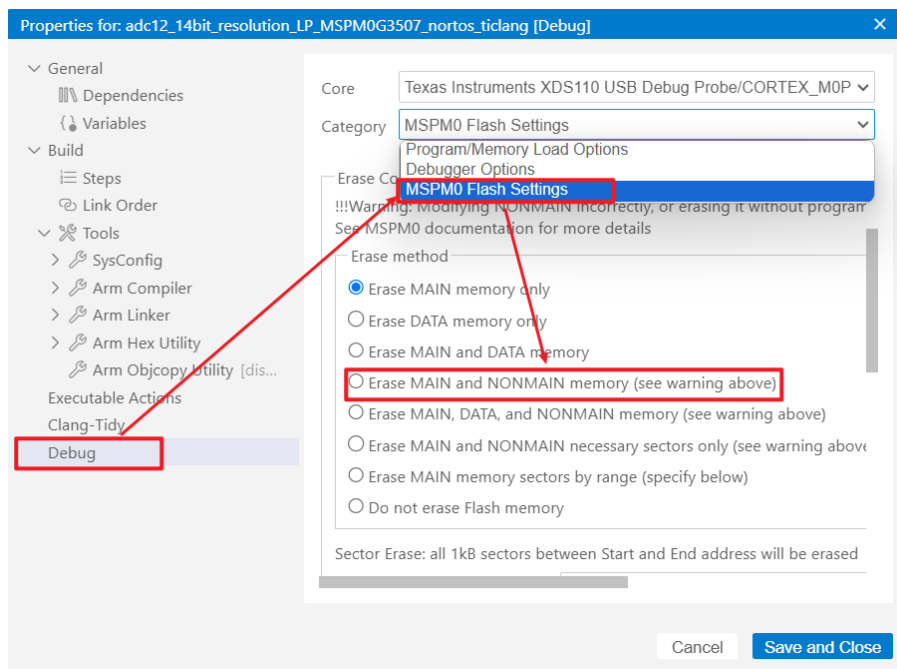 Properties for: adc12_14bit_resolution_LP_MSPM0G3507_nortos_ticlang [Debug]
General
Dependencies
Variables
Build
Steps
Link Order
Tools
SysConfig
Arm Compiler
Arm Linker
Arm Hex Utility
Arm Objcopy Utility [dis...
Executable Actions
Clang-Tidy
Debug
Core
Texas Instruments XDS110 USB Debug Probe/CORTEX_M0P
Category
MSPM0 Flash Settings
Program/Memory Load Options
Debugger Options
MSPM0 Flash Settings
Erase Co
!!!Warning: Modifying NONMAIN incorrectly, or erasing it without program
See MSPM0 documentation for more details
Erase method
Erase MAIN memory only
Erase DATA memory only
Erase MAIN and DATA memory
Erase MAIN and NONMAIN memory (see warning above)
Erase MAIN, DATA, and NONMAIN memory (see warning above)
Erase MAIN and NONMAIN necessary sectors only (see warning above
Erase MAIN memory sectors by range (specify below)
Do not erase Flash memory
Sector Erase: all 1kB sectors between Start and End address will be erased
Cancel
Save and Close